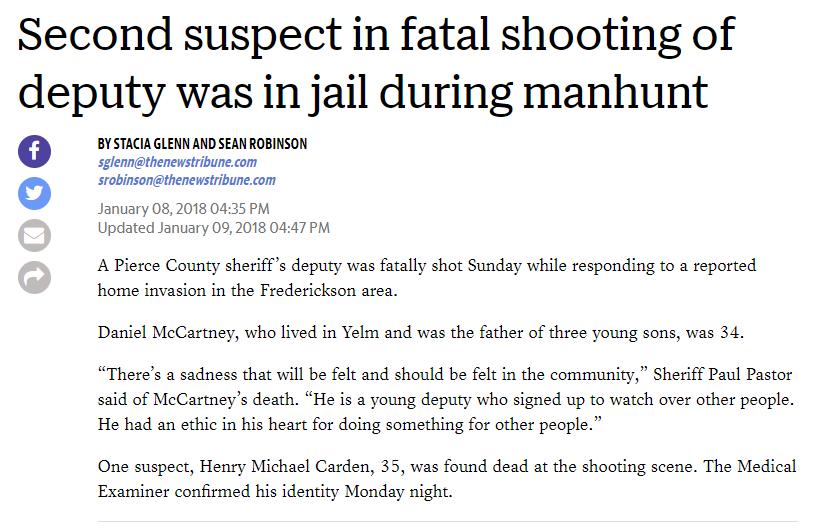 Second suspect in fatal shooting of
deputy was in jail during manhunt
BY STACIA GLENN AND SEAN ROBINSON
sglenn@thenewstribune.com
srobinson@thenewstribune.com
January 08, 2018 04:35 PM
Updated January 09, 2018 04:47 PM
A Pierce County sheriff’s deputy was fatally shot Sunday while responding to a reported
home invasion in the Frederickson area.
Daniel McCartney, who lived in Yelm and was the father of three young sons, was 34.
“There’s a sadness that will be felt and should be felt in the community,” Sheriff Paul Pastor
said of McCartney’s death. “He is a young deputy who signed up to watch over other people.
He had an ethic in his heart for doing something for other people.”
One suspect, Henry Michael Carden, 35, was found dead at the shooting scene. The Medical
Examiner confirmed his identity Monday night.